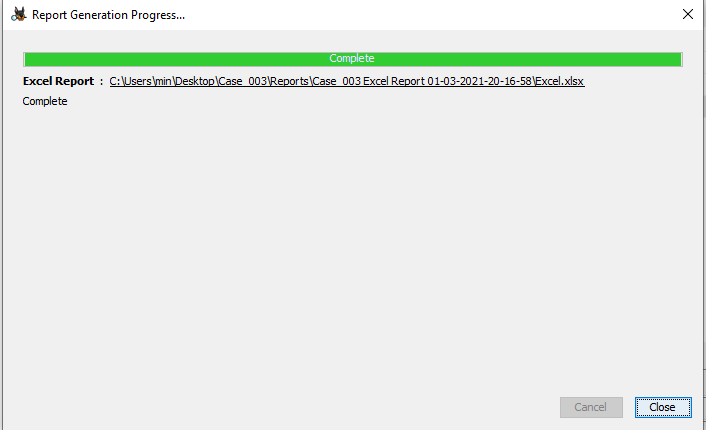 Report Generation Progress...
Complete
Excel Report : C:\Users\min\Desktop\Case_003\Reports\Case_003 Excel Report 01-03-2021-20-16-58\Excel.xlsx
Complete
Cancel Close